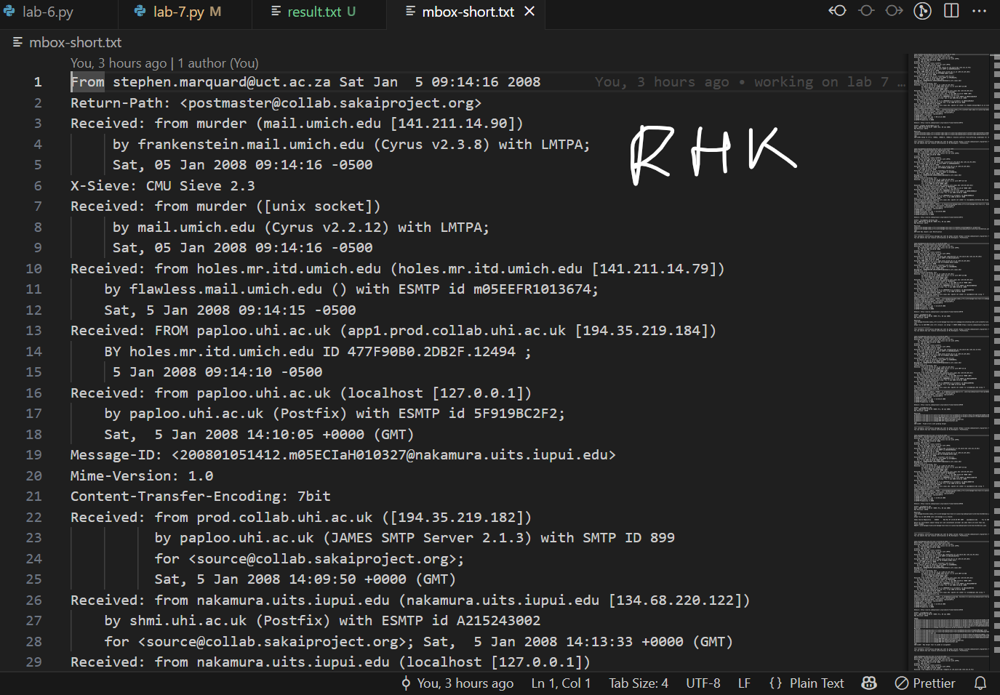 lab-6.py lab-7.py M result.txt U mbox-short.txt
mbox-short.txt
You, 3 hours ago | 1 author (You)
1 From stephen.marquard@uct.ac.za Sat Jan  5 09:14:16 2008 You, 3 hours ago • working on lab 7 …
2 Return-Path: <postmaster@collab.sakaiproject.org>
3 Received: from murder (mail.umich.edu [141.211.14.90])
4 by frankenstein.mail.umich.edu (Cyrus v2.3.8) with LMTPA;
RHK
5 Sat, 05 Jan 2008 09:14:16 -0500
6 X-Sieve: CMU Sieve 2.3
7 Received: from murder ([unix socket])
8 by mail.umich.edu (Cyrus v2.2.12) with LMTPA;
9 Sat, 05 Jan 2008 09:14:16 -0500
10 Received: from holes.mr.itd.umich.edu (holes.mr.itd.umich.edu [141.211.14.79])
11 by flawless.mail.umich.edu () with ESMTP id m05EEFR1013674;
12 Sat, 5 Jan 2008 09:14:15 -0500
13 Received: FROM paploo.uhi.ac.uk (app1.prod.collab.uhi.ac.uk [194.35.219.184])
14 BY holes.mr.itd.umich.edu ID 477F90B0.2DB2F.12494 ;
15 5 Jan 2008 09:14:10 -0500
16 Received: from paploo.uhi.ac.uk (localhost [127.0.0.1])
17 by paploo.uhi.ac.uk (Postfix) with ESMTP id 5F919BC2F2;
18 Sat,  5 Jan 2008 14:10:05 +0000 (GMT)
19 Message-ID: <200801051412.m05ECIaH010327@nakamura.uits.iupui.edu>
20 Mime-Version: 1.0
21 Content-Transfer-Encoding: 7bit
22 Received: from prod.collab.uhi.ac.uk ([194.35.219.182])
23 by paploo.uhi.ac.uk (JAMES SMTP Server 2.1.3) with SMTP ID 899
24 for <source@collab.sakaiproject.org>;
25 Sat, 5 Jan 2008 14:09:50 +0000 (GMT)
26 Received: from nakamura.uits.iupui.edu (nakamura.uits.iupui.edu [134.68.220.122])
27 by shmi.uhi.ac.uk (Postfix) with ESMTP id A215243002
28 for <source@collab.sakaiproject.org>; Sat,  5 Jan 2008 14:13:33 +0000 (GMT)
29 Received: from nakamura.uits.iupui.edu (localhost [127.0.0.1])
You, 3 hours ago Ln 1, Col 1 Tab Size: 4 UTF-8 LF {} Plain Text Prettier